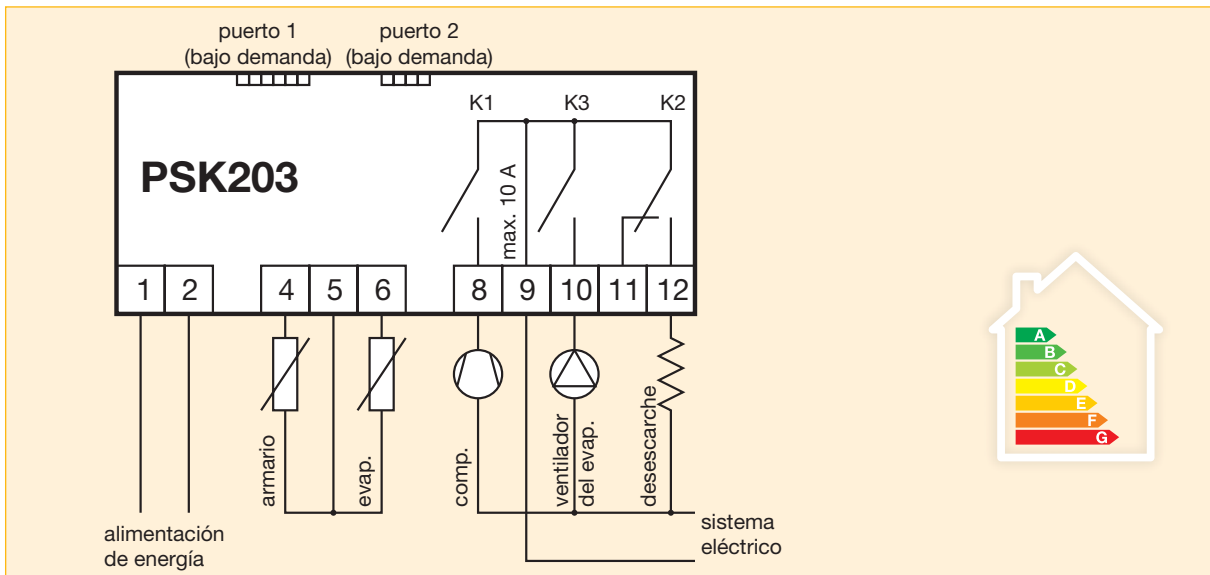 puerto 1
(bajo demanda)
puerto 2
(bajo demanda)
K1
K3
K2
PSK203
max. 10 A
1
2
4
5
6
8
9
10
11
12
armario
evap.
comp.
ventilador
del evap.
desescarche
alimentación
de energía
sistema
eléctrico
A
B
C
D
E
F
G